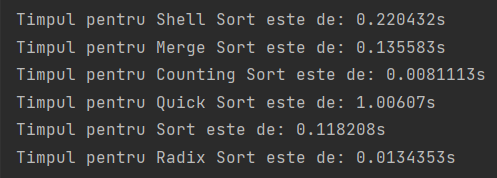 Timpul pentru Shell Sort este de: 0.220432s
Timpul pentru Merge Sort este de: 0.135583s
Timpul pentru Counting Sort este de: 0.0081113s
Timpul pentru Quick Sort este de: 1.00607s
Timpul pentru Sort este de: 0.118208s
Timpul pentru Radix Sort este de: 0.0134353s